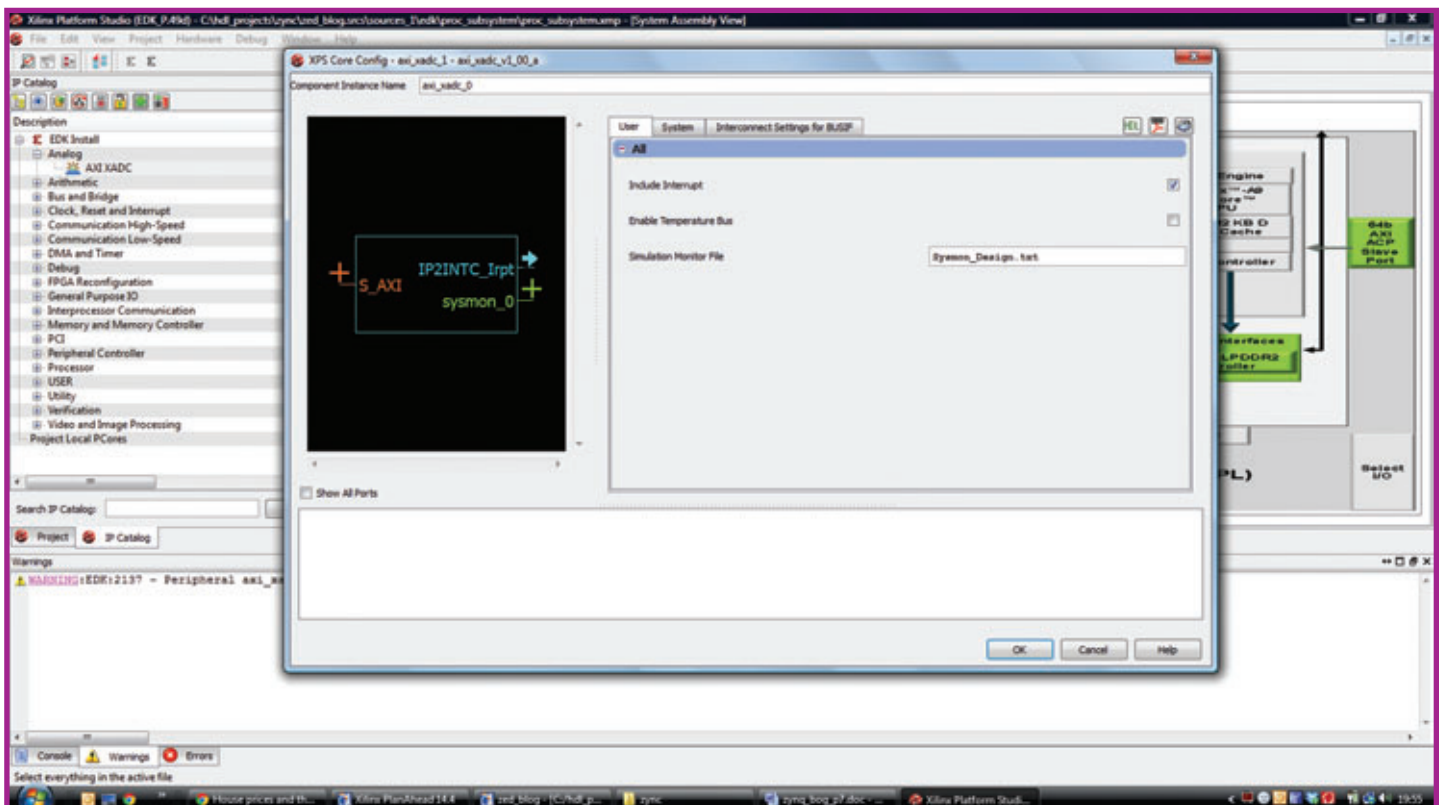 Xilinx Platform Studio (EDK_P.49d) - C:\hdl_projects\zync\zed_blog.srcs\sources_1\edk\proc_subsystem\proc_subsystem.xmp - [System Assembly View]
File Edit View Project Hardware Debug Window Help
IP Catalog
Description
EDK Install
Analog
AXI XADC
Arithmetic
Bus and Bridge
Clock, Reset and Interrupt
Communication High-Speed
Communication Low-Speed
DMA and Timer
Debug
FPGA Reconfiguration
General Purpose IO
Interprocessor Communication
Memory and Memory Controller
PCI
Peripheral Controller
Processor
USER
Utility
Verification
Video and Image Processing
Project Local PCores
Search IP Catalog:
Project IP Catalog
XPS Core Config - axi_xadc_1 - axi_xadc_v1_00_a
Component Instance Name axi_xadc_0
S_AXI
IP2INTC_Irpt
sysmon_0
Show All Ports
User System Interconnect Settings for BUSIF
HDL
All
Include Interrupt
Enable Temperature Bus
Simulation Monitor File Sysmon_Design.txt
OK Cancel Help
Engine
Cache
64b
AXI
ACP
Slave
Port
LPDDR2
PL)
Select
I/O
Warnings
WARNING:EDK:2137 - Peripheral axi_xa
Console Warnings Errors
Select everything in the active file
House prices and th... Xilinx PlanAhead 14.4 zed_blog - [C:/hdl_p... zync zynq_bog_p7.doc - ... Xilinx Platform Studi... 19:55